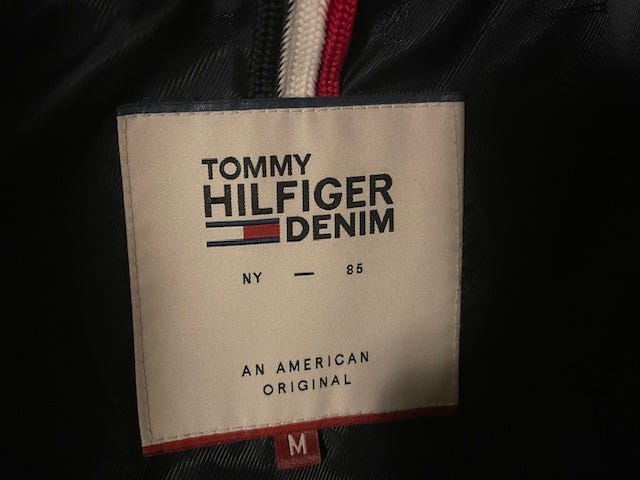 TOMMY
HILFIGER
DENIM
NY — 85
AN AMERICAN
ORIGINAL
M